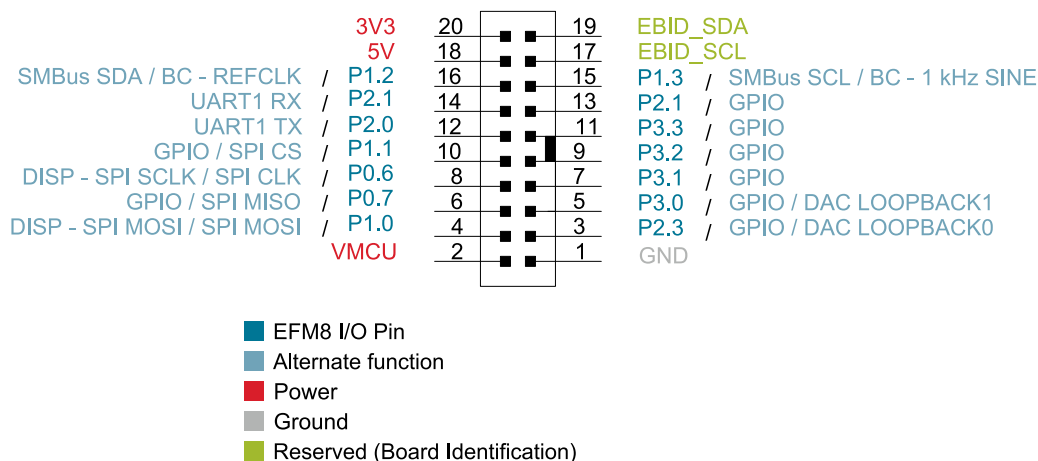 3V3 20 19 EBID_SDA
5V 18 17 EBID_SCL
SMBus SDA / BC - REFCLK / P1.2 16 15 P1.3 / SMBus SCL / BC - 1 kHz SINE
UART1 RX / P2.1 14 13 P2.1 / GPIO
UART1 TX / P2.0 12 11 P3.3 / GPIO
GPIO / SPI CS / P1.1 10 9 P3.2 / GPIO
DISP - SPI SCLK / SPI CLK / P0.6 8 7 P3.1 / GPIO
GPIO / SPI MISO / P0.7 6 5 P3.0 / GPIO / DAC LOOPBACK1
DISP - SPI MOSI / SPI MOSI / P1.0 4 3 P2.3 / GPIO / DAC LOOPBACK0
VMCU 2 1 GND
EFM8 I/O Pin
Alternate function
Power
Ground
Reserved (Board Identification)